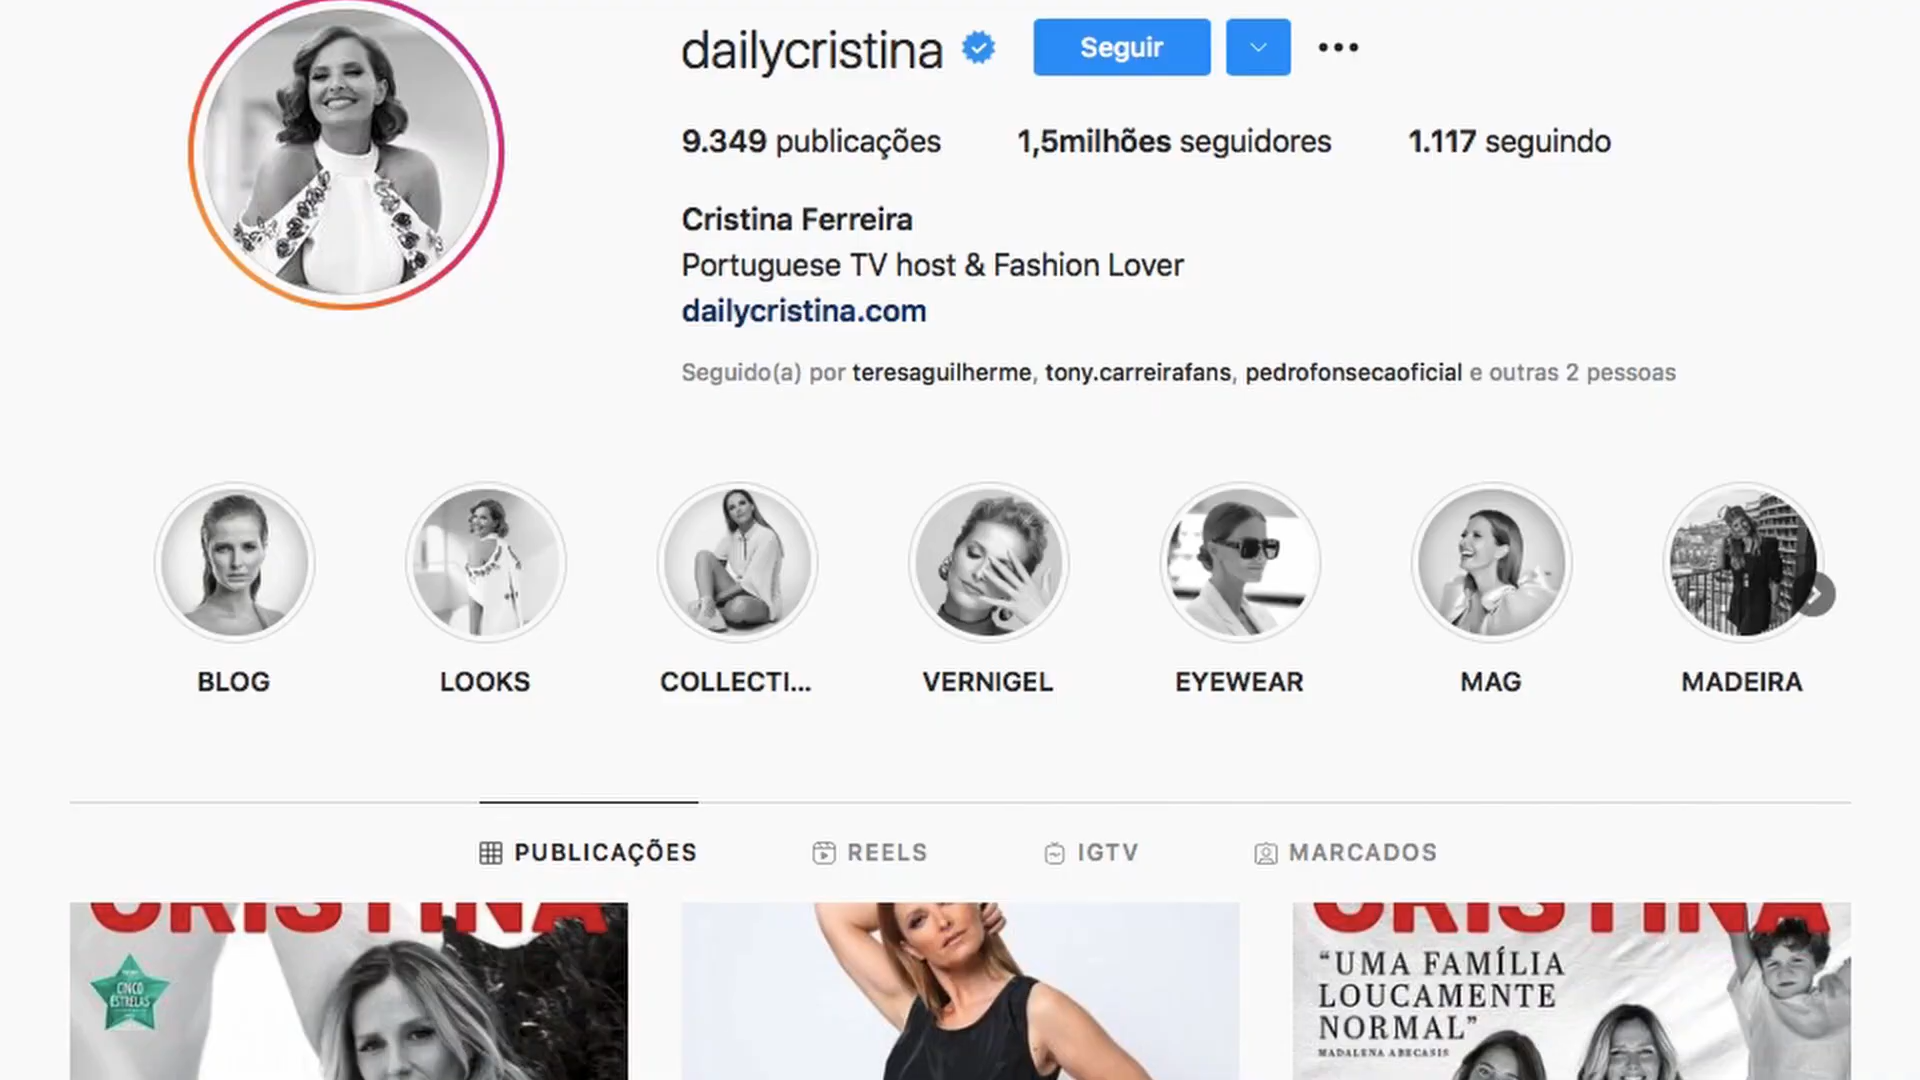 dailycristina
Seguir
9.349 publicações
1,5milhões seguidores
1.117 seguindo
Cristina Ferreira
Portuguese TV host & Fashion Lover
dailycristina.com
Seguido(a) por teresaguilherme, tony.carreirafans, pedrofonsecaoficial e outras 2 pessoas
BLOG
LOOKS
COLLECTI...
VERNIGEL
EYEWEAR
MAG
MADEIRA
PUBLICAÇÕES
REELS
IGTV
MARCADOS
CRISTINA
CINCO
ESTRELAS
CRISTINA
“UMA FAMÍLIA
LOUCAMENTE
NORMAL”
MADALENA ABECASIS